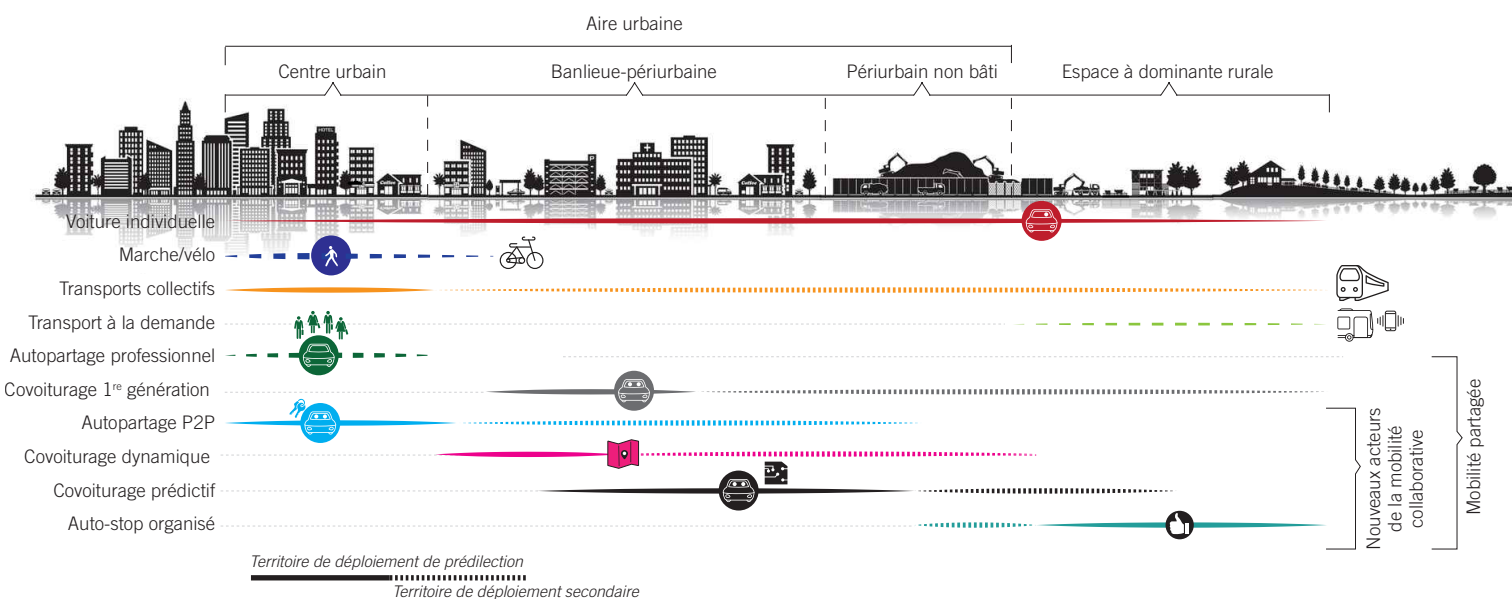 Aire urbaine
Centre urbain
Banlieue-périurbaine
Périurbain non bâti
Espace à dominante rurale
HOTEL
Voiture individuelle
Marche/vélo
Transports collectifs
Transport à la demande
Autopartage professionnel
Covoiturage 1re génération
Autopartage P2P
Covoiturage dynamique
Covoiturage prédictif
Auto-stop organisé
Nouveaux acteurs
de la mobilité
collaborative
Mobilité partagée
Territoire de déploiement de prédilection
Territoire de déploiement secondaire